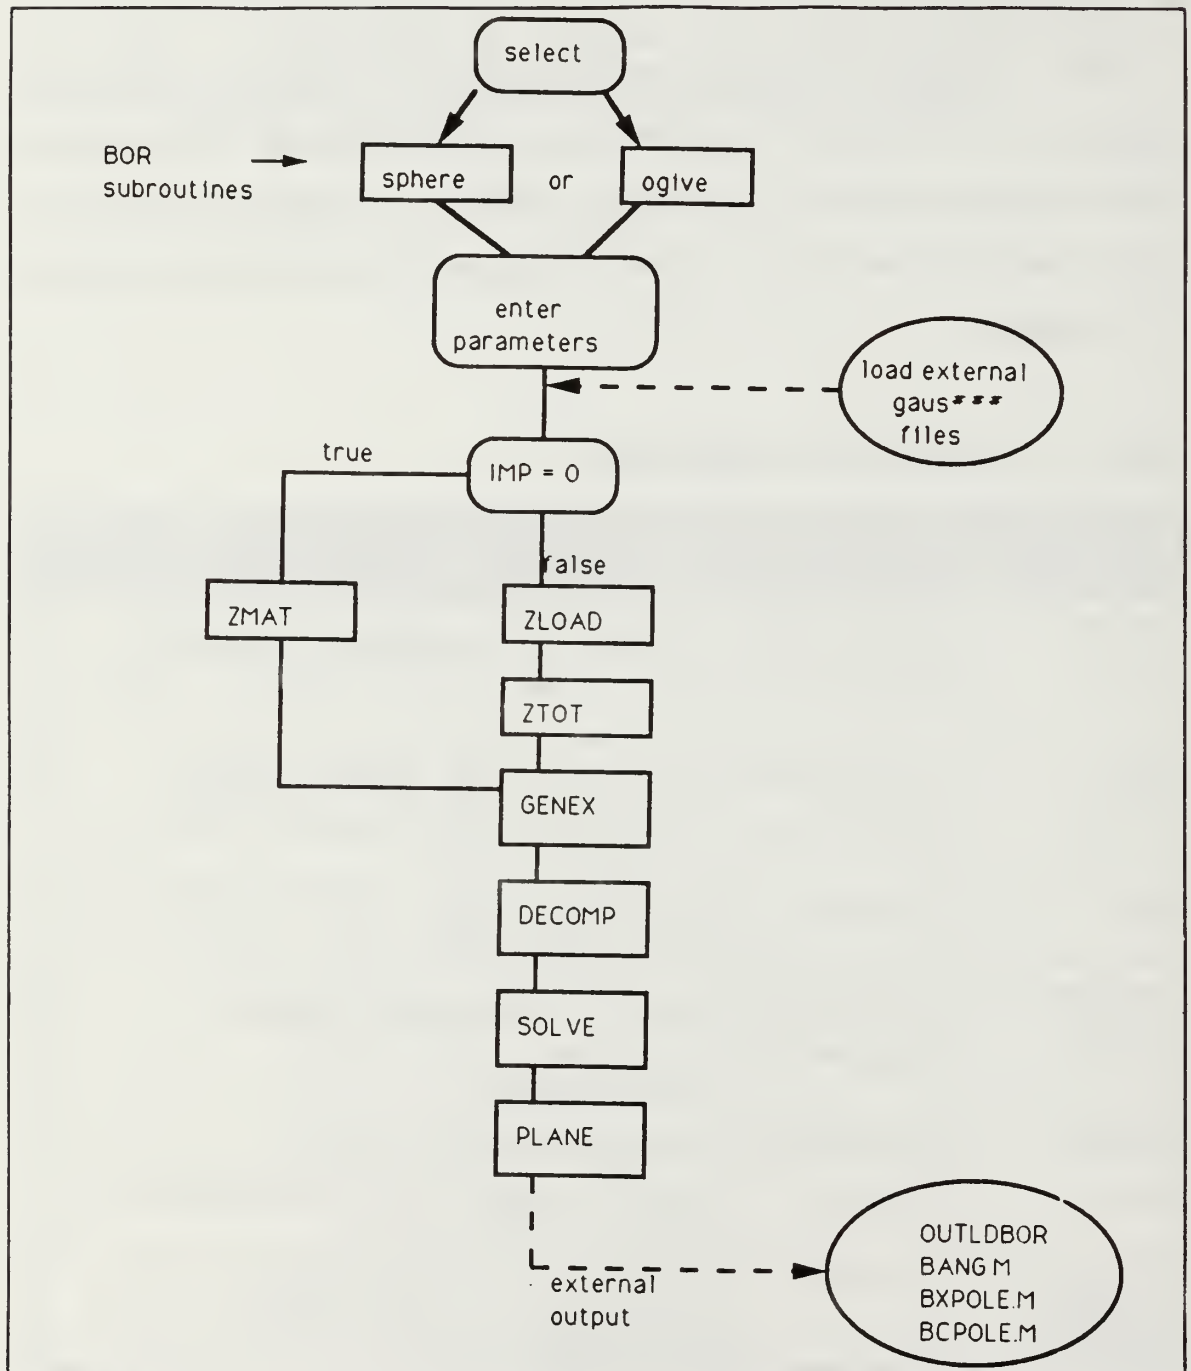 select
BOR
subroutines
sphere
or
ogive
enter
parameters
load external
gaus***
files
true
IMP = 0
false
ZMAT
ZLOAD
ZTOT
GENEX
DECOMP
SOLVE
PLANE
external
output
OUTLDBOR
BANG M
BXPOLE.M
BCPOLE.M